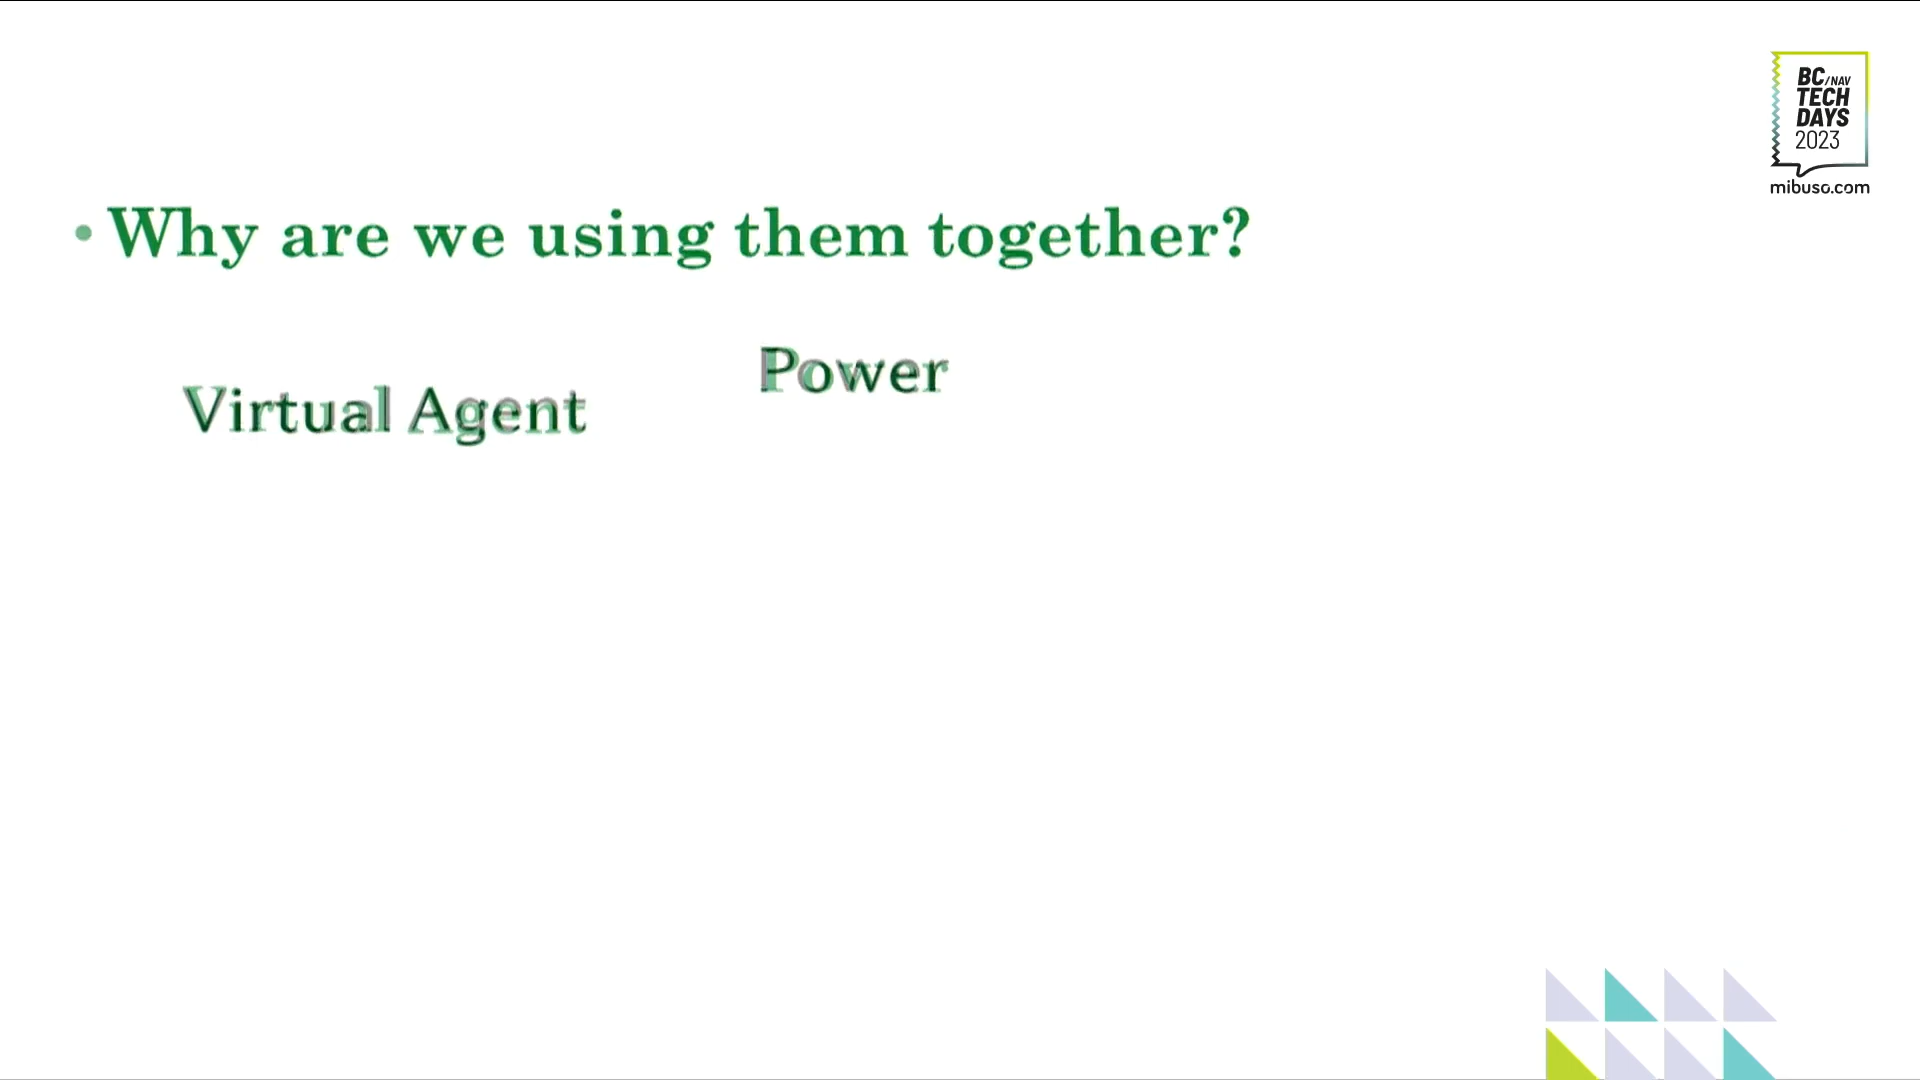 BC/NAV
TECH
DAYS
2023
mibuso.com
• Why are we using them together?
Power
Virtual Agent